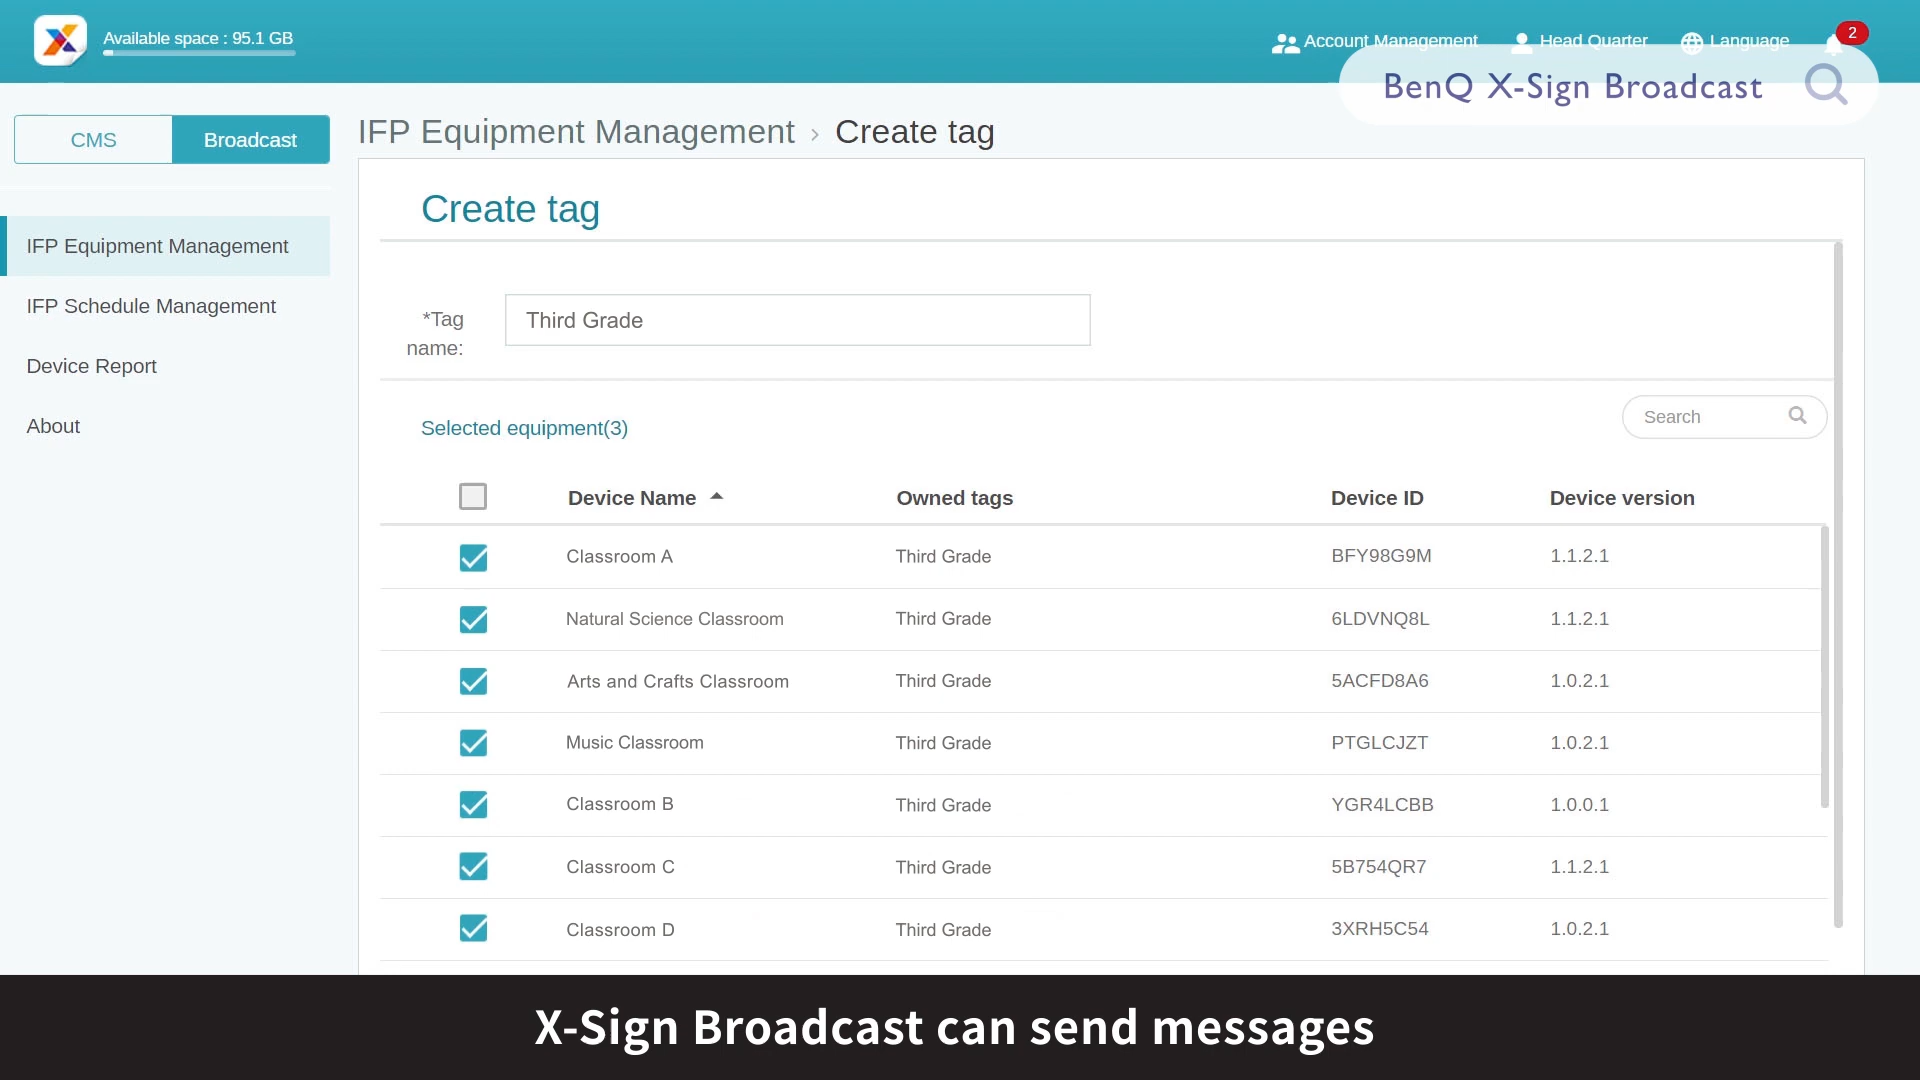 Available space : 95.1 GB
Account Management
Head Quarter
Language
2
BenQ X-Sign Broadcast
CMS
Broadcast
IFP Equipment Management › Create tag
IFP Equipment Management
IFP Schedule Management
Device Report
About
Create tag
*Tag
name:
Third Grade
Selected equipment(3)
Search
Device Name Owned tags Device ID Device version
Classroom A Third Grade BFY98G9M 1.1.2.1
Natural Science Classroom Third Grade 6LDVNQ8L 1.1.2.1
Arts and Crafts Classroom Third Grade 5ACFD8A6 1.0.2.1
Music Classroom Third Grade PTGLCJZT 1.0.2.1
Classroom B Third Grade YGR4LCBB 1.0.0.1
Classroom C Third Grade 5B754QR7 1.1.2.1
Classroom D Third Grade 3XRH5C54 1.0.2.1
X-Sign Broadcast can send messages